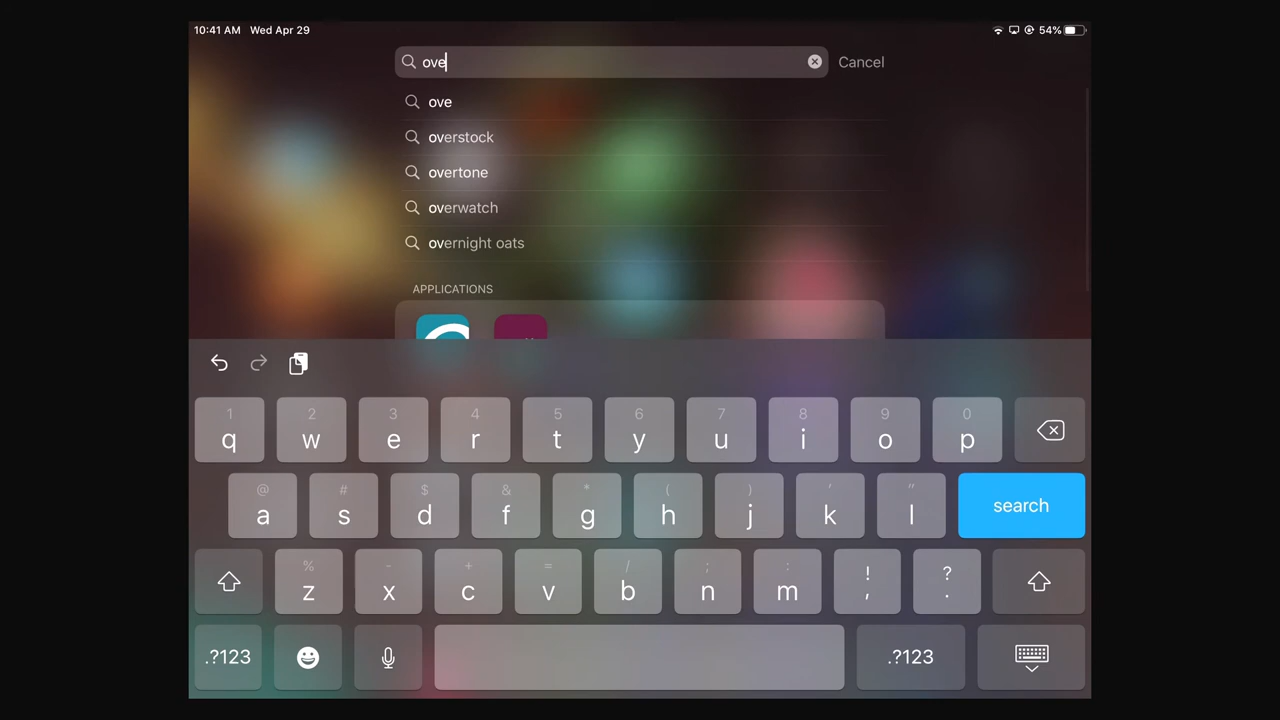 10:41 AM Wed Apr 29 54%
ove Cancel
ove
overstock
overtone
overwatch
overnight oats
APPLICATIONS
1 2 3 4 5 6 7 8 9 0
q w e r t y u i o p
@ # $ & * ( ) ' "
a s d f g h j k l search
% - + = / ; : ! ?
z x c v b n m , .
.?123 .?123